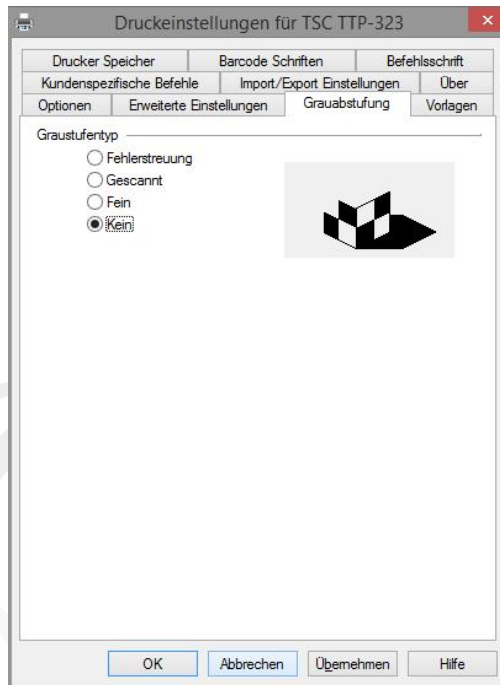 Druckeinstellungen für TSC TTP-323
Drucker Speicher Barcode Schriften Befehlsschrift
Kundenspezifische Befehle Import/Export Einstellungen Über
Optionen Erweiterte Einstellungen Grauabstufung Vorlagen
Graustufentyp
Fehlerstreuung
Gescannt
Fein
Kein
OK Abbrechen Übernehmen Hilfe